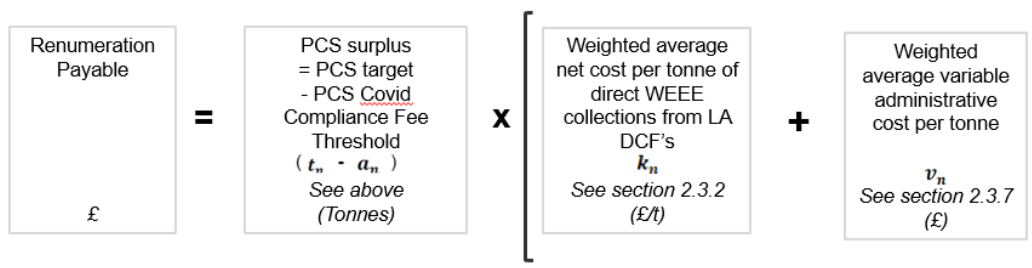 Renumeration
Payable
£
=
PCS surplus
= PCS target
- PCS Covid
Compliance Fee
Threshold
( tₙ - aₙ )
See above
(Tonnes)
x
Weighted average
net cost per tonne of
direct WEEE
collections from LA
DCF's
kₙ
See section 2.3.2
(£/t)
+
Weighted
average variable
administrative
cost per tonne
vₙ
See section 2.3.7
(£)